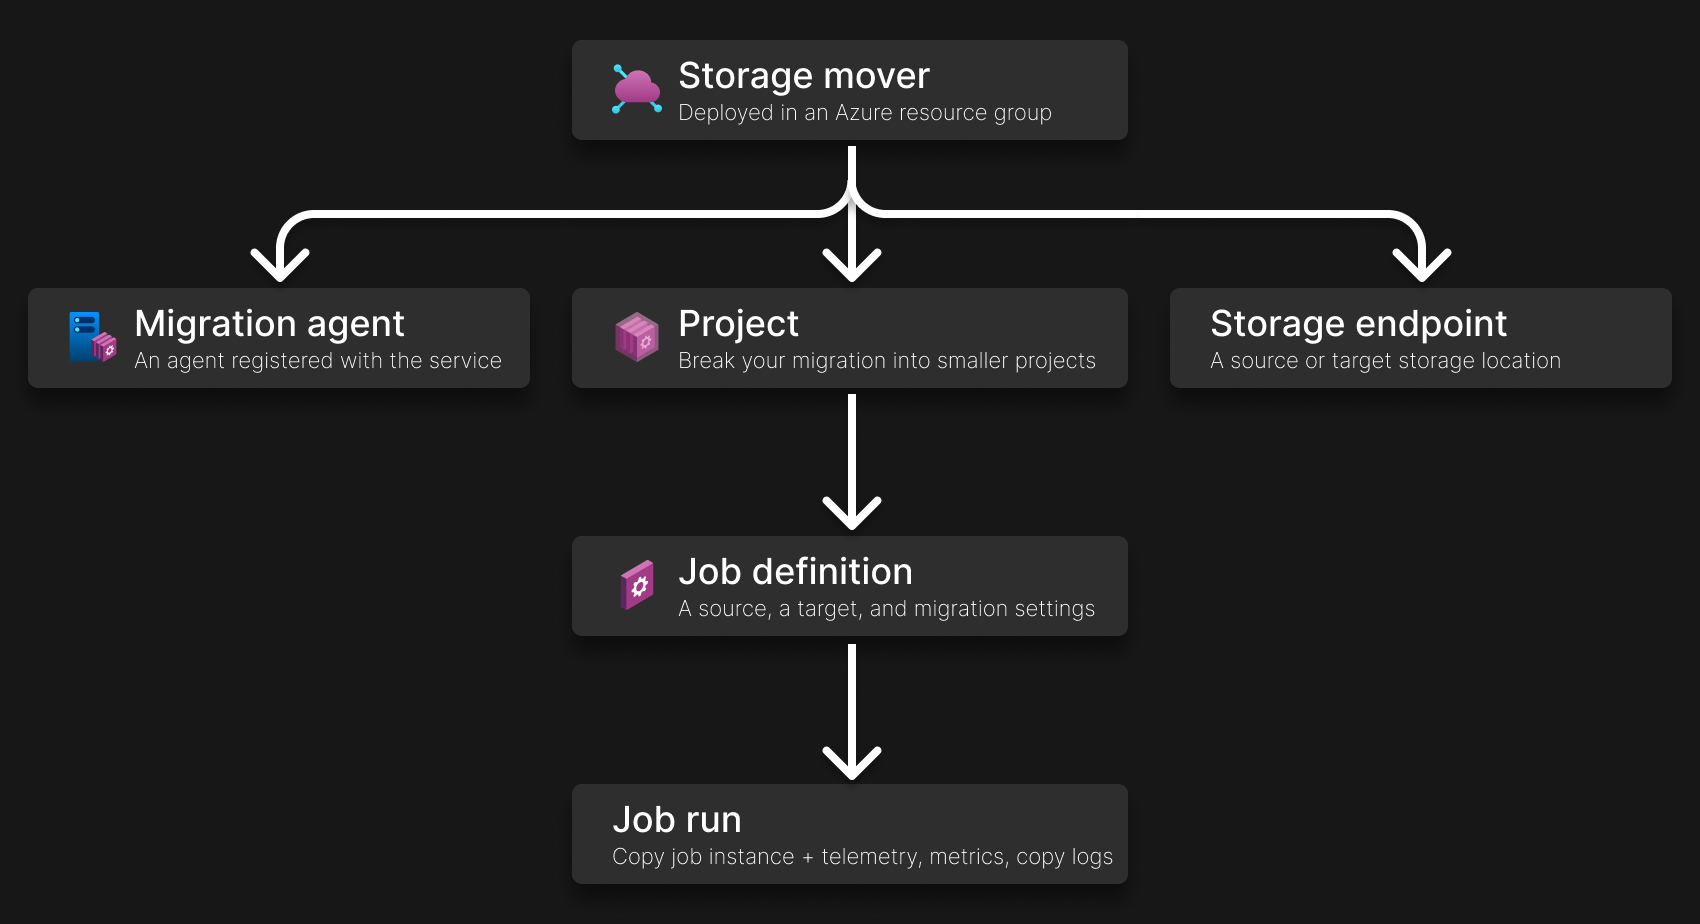 Storage mover
Deployed in an Azure resource group
Migration agent
An agent registered with the service
Project
Break your migration into smaller projects
Storage endpoint
A source or target storage location
Job definition
A source, a target, and migration settings
Job run
Copy job instance + telemetry, metrics, copy logs